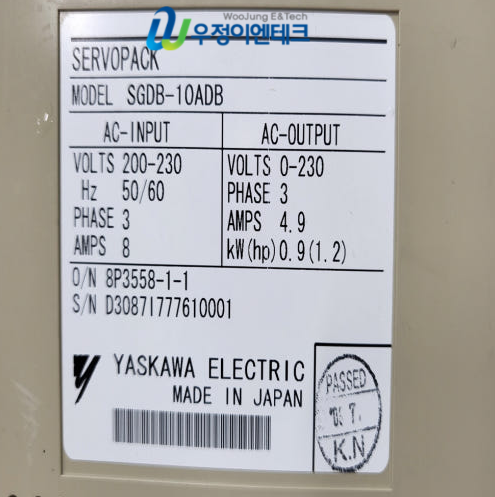 WooJung E&Tech
우정이엔테크
SERVOPACK
MODEL SGDB-10ADB
AC-INPUT
VOLTS 200-230
Hz 50/60
PHASE 3
AMPS 8
AC-OUTPUT
VOLTS 0-230
PHASE 3
AMPS 4.9
kW(hp) 0.9(1.2)
O/N 8P3558-1-1
S/N D3087I777610001
YASKAWA ELECTRIC
MADE IN JAPAN
PASSED
K.N